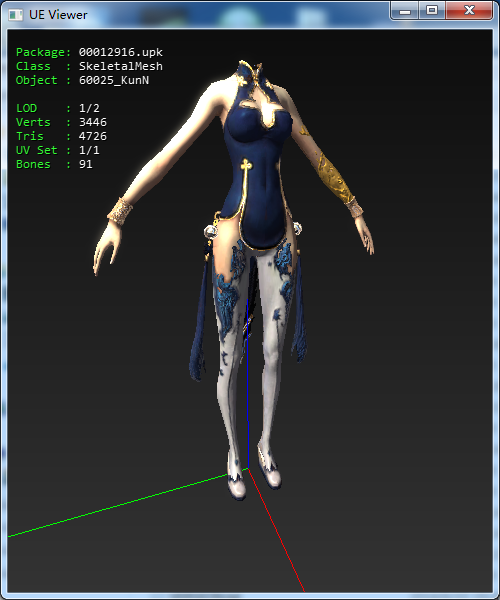 UE Viewer
Package: 00012916.upk
Class : SkeletalMesh
Object : 60025_KunN
LOD : 1/2
Verts : 3446
Tris : 4726
UV Set : 1/1
Bones : 91